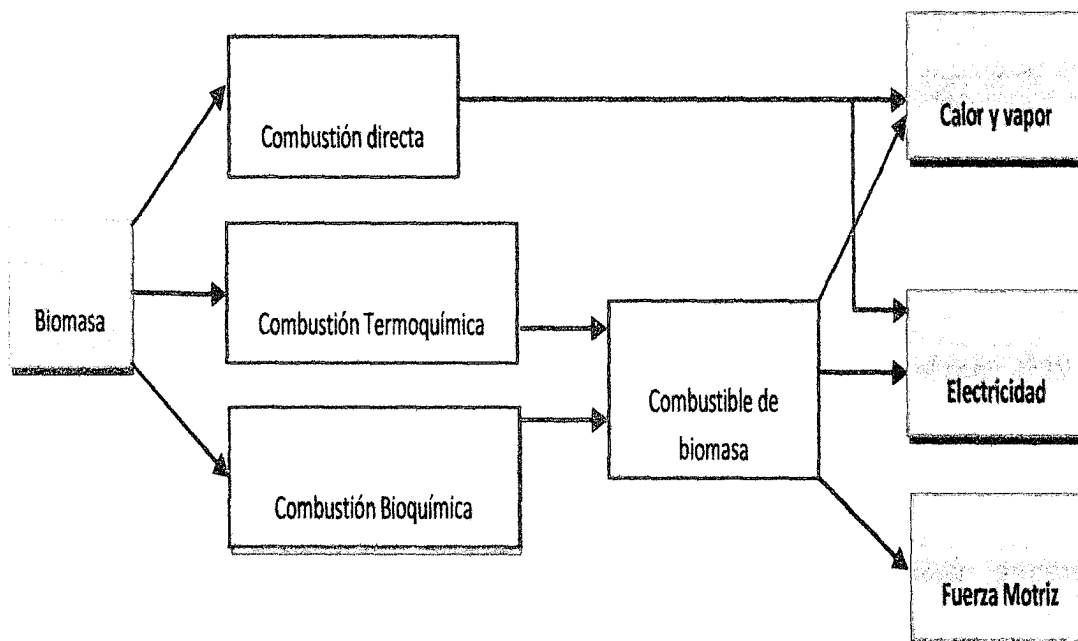 Combustión directa
Calor y vapor
Biomasa
Combustión Termoquímica
Combustible de
biomasa
Electricidad
Combustión Bioquímica
Fuerza Motriz